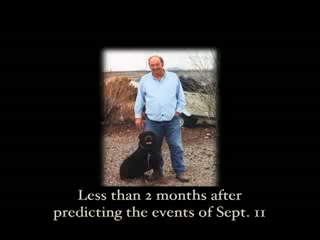 Less than 2 months after
predicting the events of Sept. 11